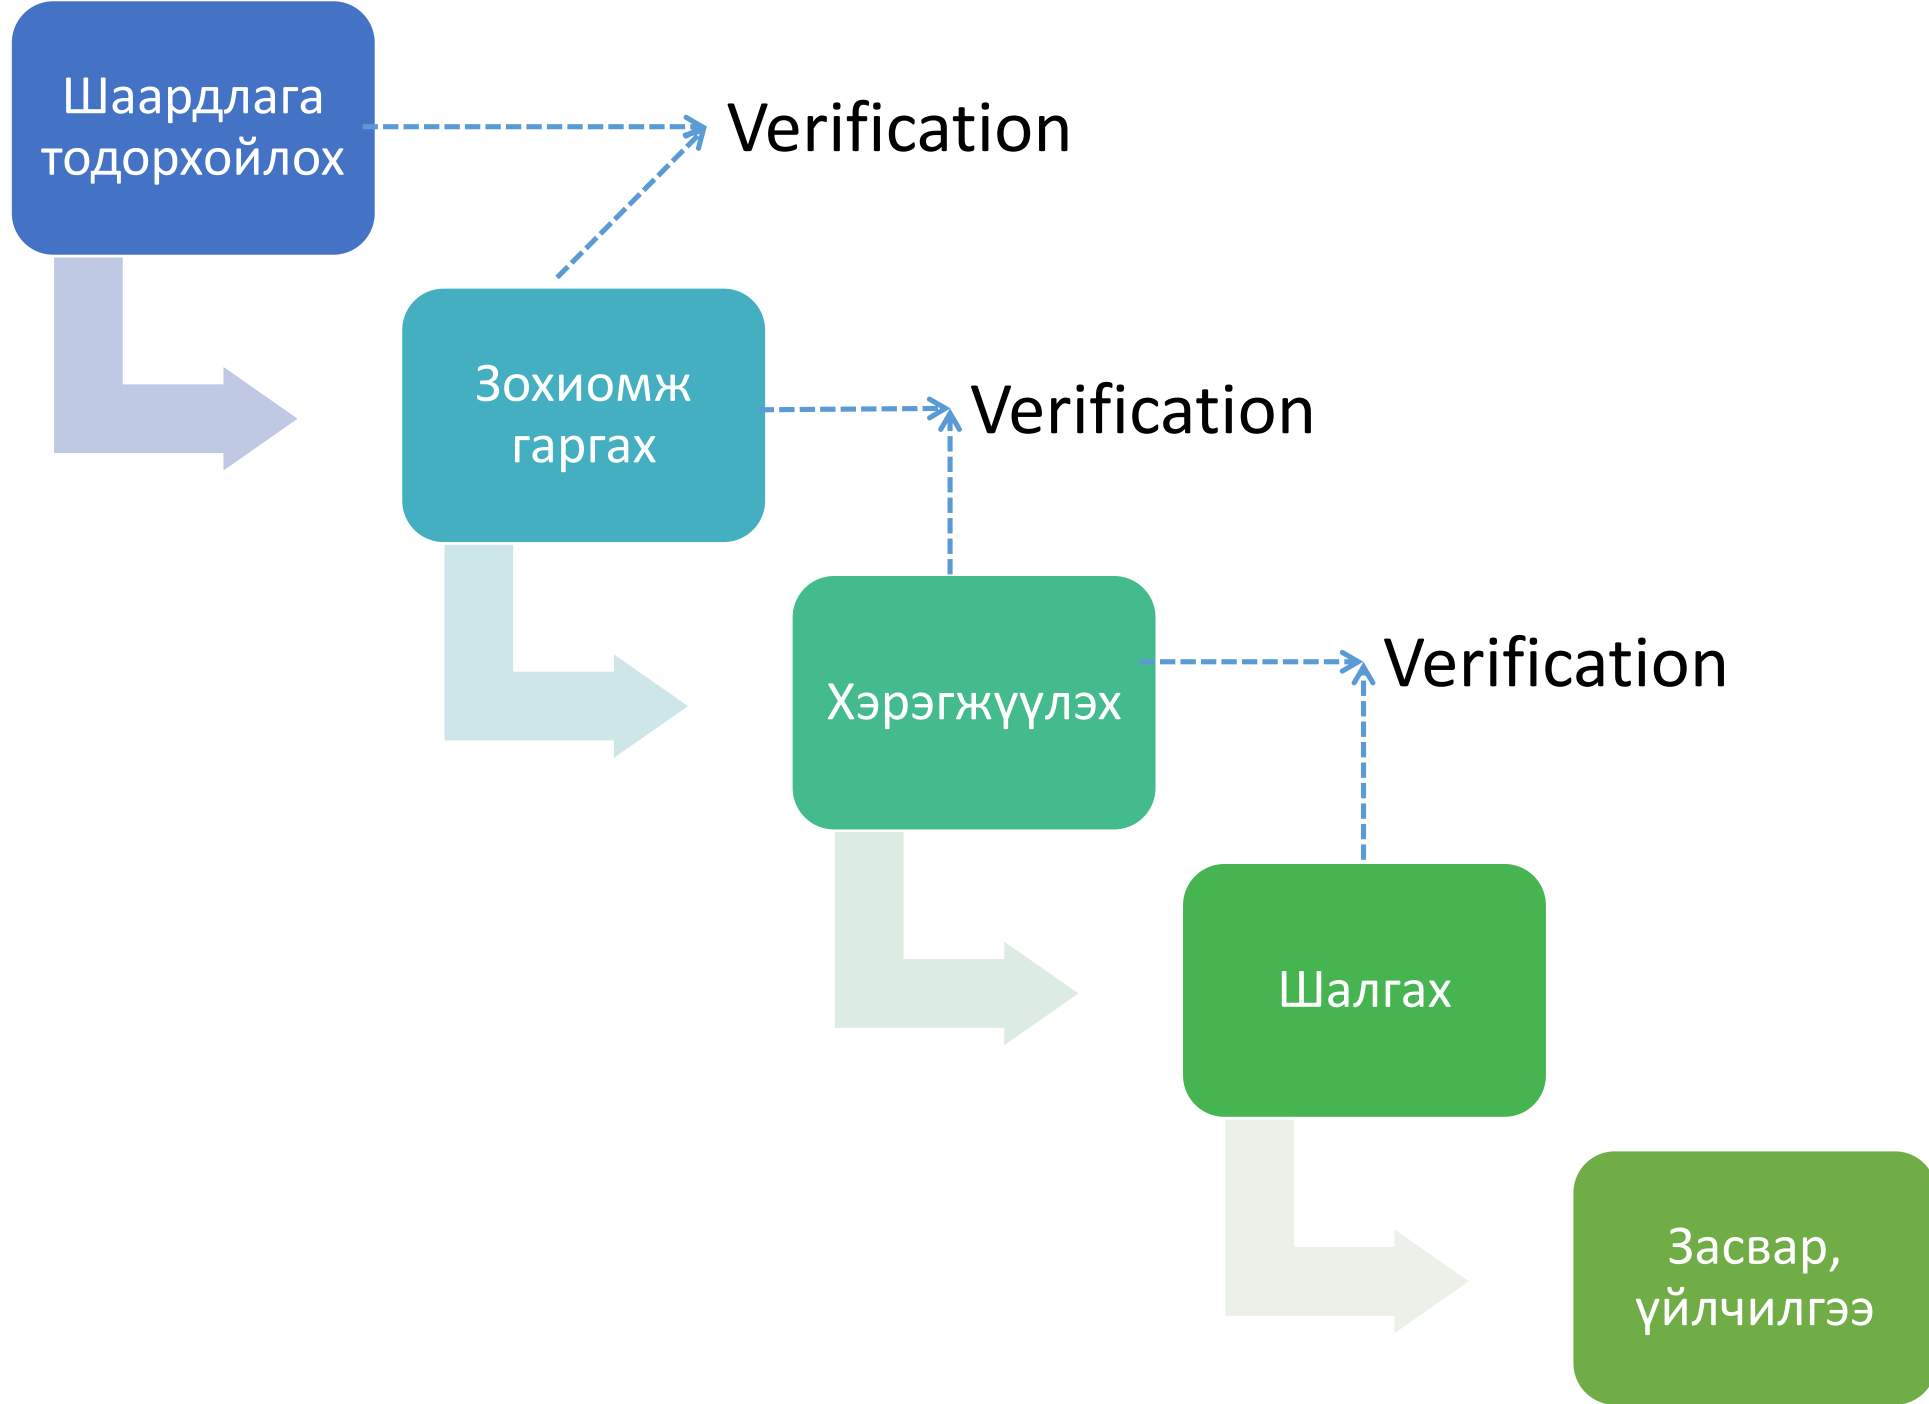 Шаардлага
тодорхойлох
Verification
Зохиомж
гаргах
Verification
Хэрэгжүүлэх
Verification
Шалгах
Засвар,
үйлчилгээ